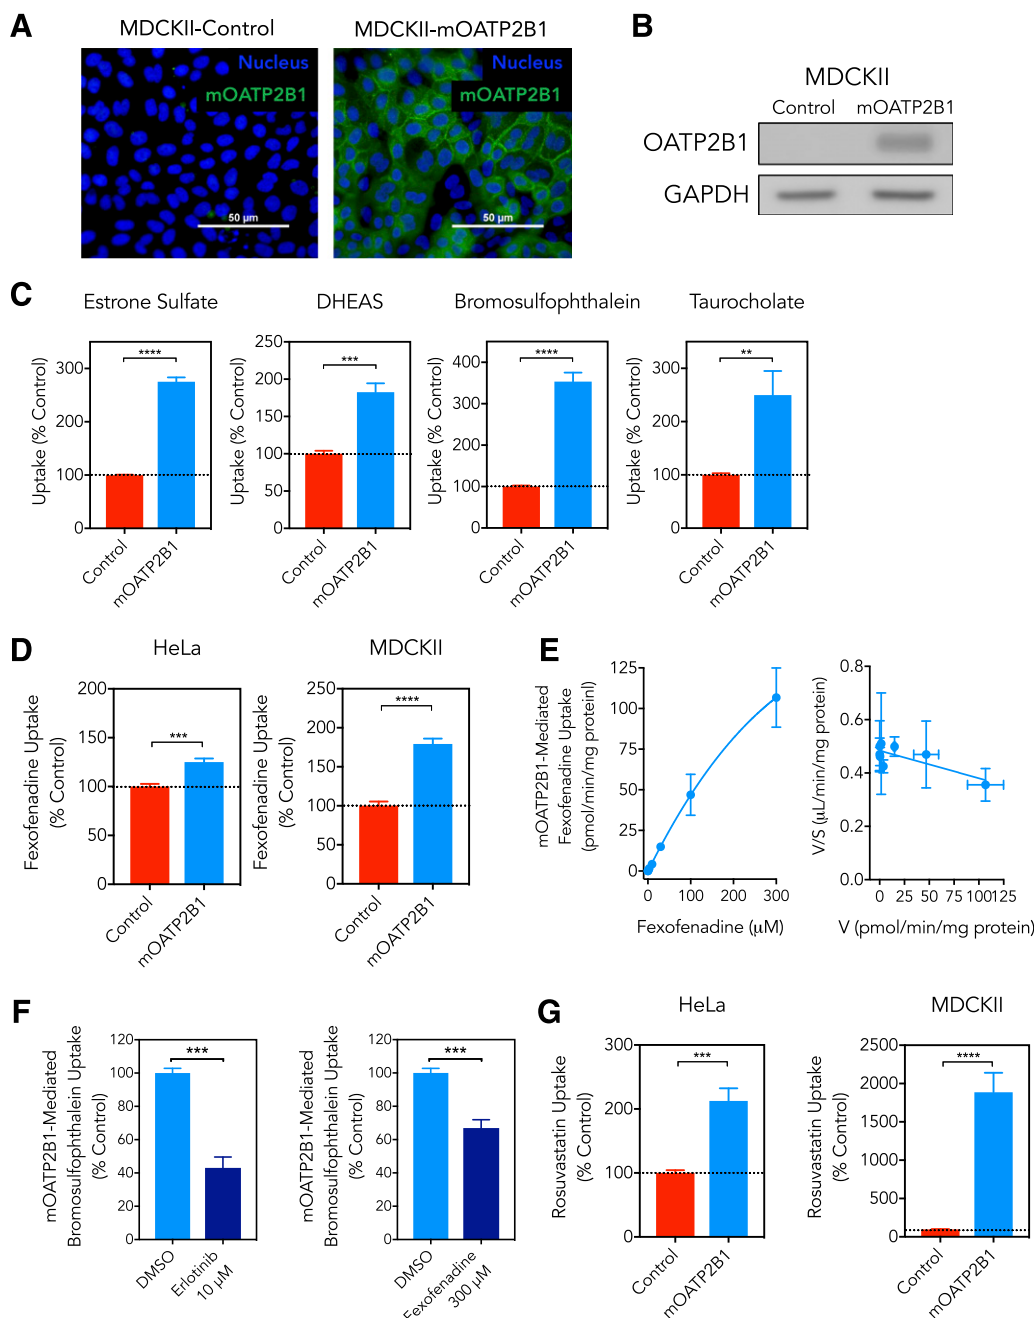 A
MDCKII-Control
MDCKII-mOATP2B1
Nucleus
mOATP2B1
50 μm
Nucleus
mOATP2B1
50 μm
B
MDCKII
Control mOATP2B1
OATP2B1
GAPDH
C
Estrone Sulfate
Uptake (% Control)
300
200
100
0
****
Control
mOATP2B1
DHEAS
Uptake (% Control)
250
200
150
100
50
0
***
Control
mOATP2B1
Bromosulfophthalein
Uptake (% Control)
400
300
200
100
0
****
Control
mOATP2B1
Taurocholate
Uptake (% Control)
300
200
100
0
**
Control
mOATP2B1
D
HeLa
Fexofenadine Uptake
(% Control)
200
150
100
50
0
***
Control
mOATP2B1
MDCKII
Fexofenadine Uptake
(% Control)
250
200
150
100
50
0
****
Control
mOATP2B1
E
mOATP2B1-Mediated
Fexofenadine Uptake
(pmol/min/mg proteinl)
125
100
75
50
25
0
0 100 200 300
Fexofenadine (μM)
V/S (μL/min/mg protein)
0.8
0.6
0.4
0.2
0.0
0 25 50 75 100 125
V (pmol/min/mg protein)
F
mOATP2B1-Mediated
Bromosulfophthalein Uptake
(% Control)
120
100
80
60
40
20
0
***
DMSO
Erlotinib
10 μM
mOATP2B1-Mediated
Bromosulfophthalein Uptake
(% Control)
120
100
80
60
40
20
0
***
DMSO
Fexofenadine
300 μM
G
HeLa
Rosuvastatin Uptake
(% Control)
300
200
100
0
***
Control
mOATP2B1
MDCKII
Rosuvastatin Uptake
(% Control)
2500
2000
1500
1000
500
0
****
Control
mOATP2B1